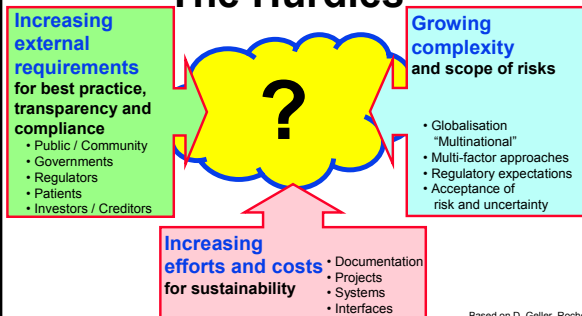 The Hurdles
Increasing
external
requirements
for best practice,
transparency and
compliance
• Public / Community
• Governments
• Regulators
• Patients
• Investors / Creditors
?
Growing
complexity
and scope of risks
• Globalisation
"Multinational"
• Multi-factor approaches
• Regulatory expectations
• Acceptance of
risk and uncertainty
Increasing
efforts and costs
for sustainability
• Documentation
• Projects
• Systems
• Interfaces
Based on D. Geller, Roche